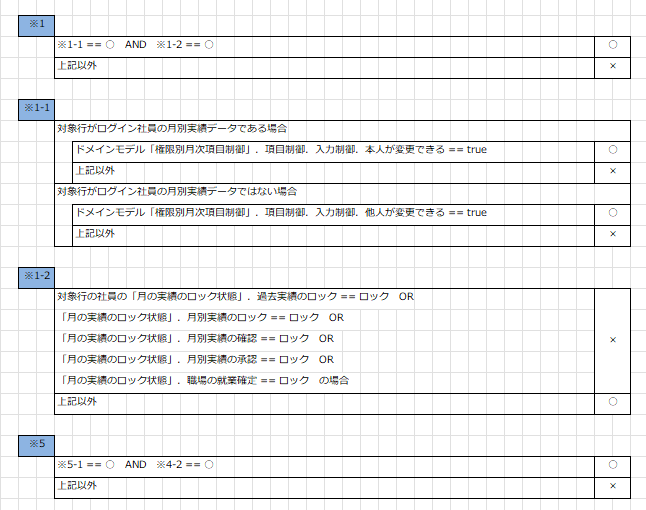 ※1
※1-1 == ○　AND　※1-2 == ○ ○
上記以外 ×
※1-1
対象行がログイン社員の月別実績データである場合
ドメインモデル「権限別月次項目制御」．項目制御．入力制御．本人が変更できる == true ○
上記以外 ×
対象行がログイン社員の月別実績データではない場合
ドメインモデル「権限別月次項目制御」．項目制御．入力制御．他人が変更できる == true ○
上記以外 ×
※1-2
対象行の社員の「月の実績のロック状態」．過去実績のロック == ロック　OR
「月の実績のロック状態」．月別実績のロック == ロック　OR
「月の実績のロック状態」．月別実績の確認 == ロック　OR ×
「月の実績のロック状態」．月別実績の承認 == ロック　OR
「月の実績のロック状態」．職場の就業確定 == ロック　の場合
上記以外 ○
※5
※5-1 == ○　AND　※4-2 == ○ ○
上記以外 ×